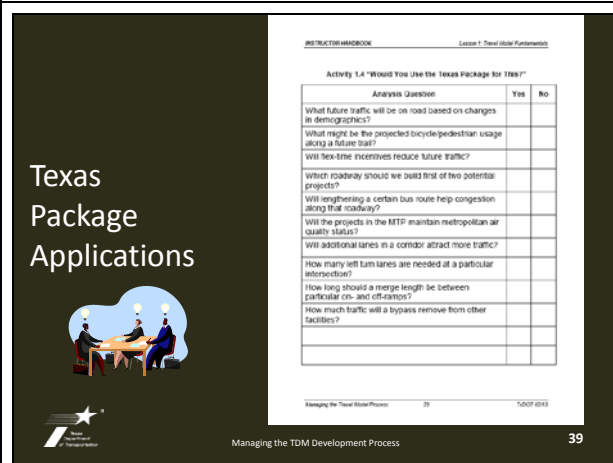 INSTRUCTOR HANDBOOK
Lesson 1: Travel Model Fundamentals
Activity 1.4 "Would You Use the Texas Package for This?"
Analysis Question Yes No
What future traffic will be on road based on changes
in demographics?
What might be the projected bicycle/pedestrian usage
along a future trail?
Will flex-time incentives reduce future traffic?
Which roadway should we build first of two potential
projects?
Will lengthening a certain bus route help congestion
along that roadway?
Will the projects in the MTP maintain metropolitan air
quality status?
Will additional lanes in a corridor attract more traffic?
How many left turn lanes are needed at a particular
intersection?
How long should a merge length be between
particular on- and off-ramps?
How much traffic will a bypass remove from other
facilities?
Managing the Travel Model Process
TxDOT 02/13
Texas
Package
Applications
Texas
Department
of Transportation
Managing the TDM Development Process
39